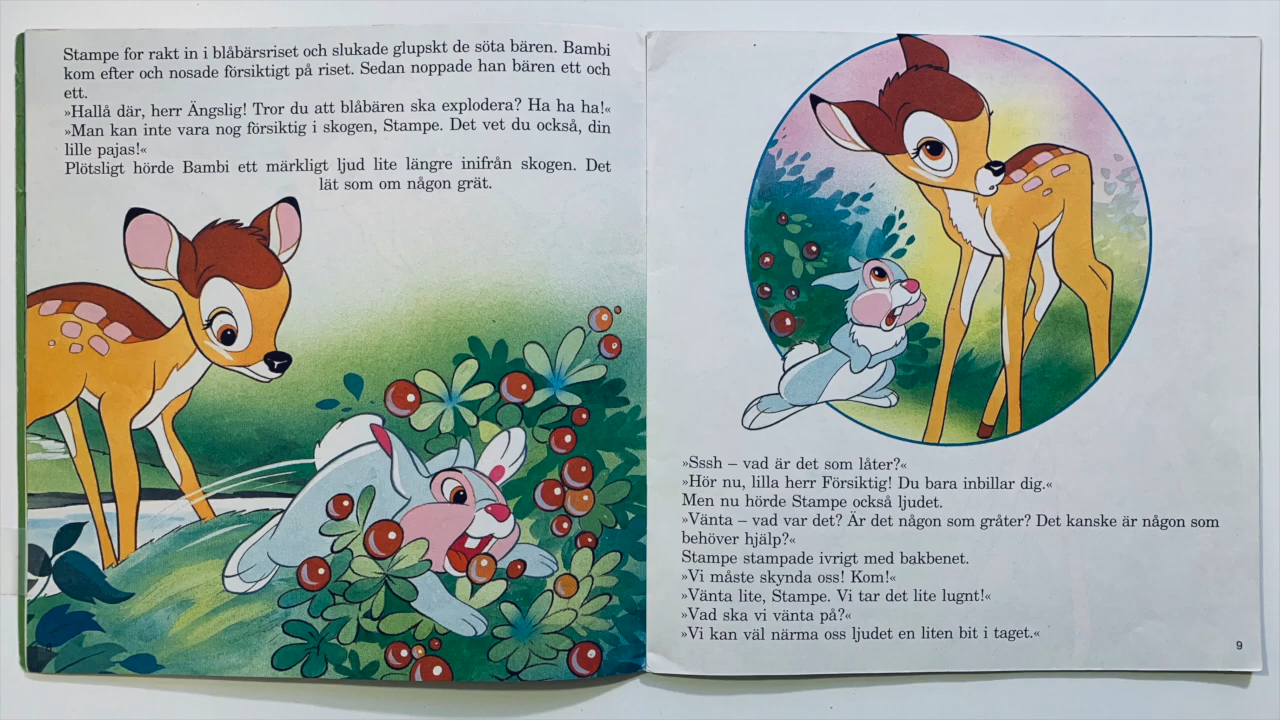 Stampe for rakt in i blåbärsriset och slukade glupskt de söta bären. Bambi
kom efter och nosade försiktigt på riset. Sedan noppade han bären ett och
ett.
»Hallå där, herr Ängslig! Tror du att blåbären ska explodera? Ha ha ha!«
»Man kan inte vara nog försiktig i skogen, Stampe. Det vet du också, din
lille pajas!«
Plötsligt hörde Bambi ett märkligt ljud lite längre inifrån skogen. Det
lät som om någon grät.
»Sssh – vad är det som låter?«
»Hör nu, lilla herr Försiktig! Du bara inbillar dig.«
Men nu hörde Stampe också ljudet.
»Vänta – vad var det? Är det någon som gråter? Det kanske är någon som
behöver hjälp?«
Stampe stampade ivrigt med bakbenet.
»Vi måste skynda oss! Kom!«
»Vänta lite, Stampe. Vi tar det lite lugnt!«
»Vad ska vi vänta på?«
»Vi kan väl närma oss ljudet en liten bit i taget.«
9